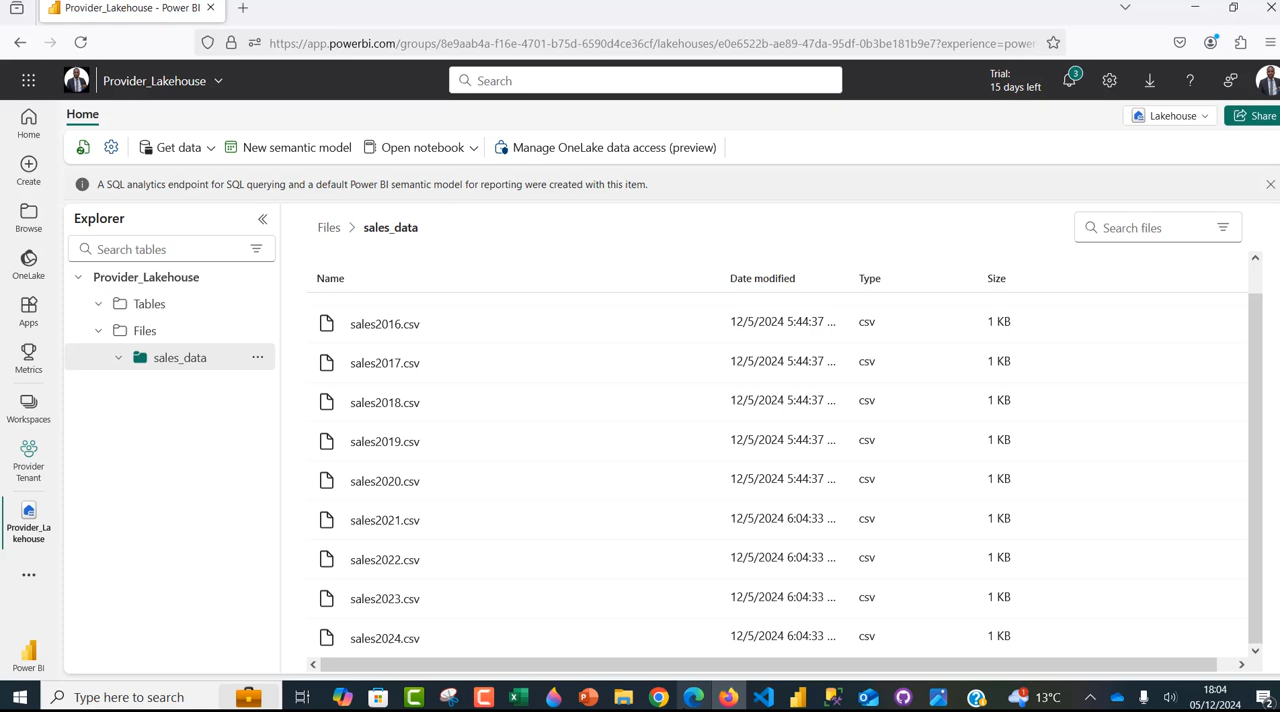 Provider_Lakehouse - Power BI
https://app.powerbi.com/groups/8e9aab4a-f16e-4701-b75d-6590d4ce36cf/lakehouses/e0e6522b-ae89-47da-95df-0b3be181b9e7?experience=power
Provider_Lakehouse
Search
Trial:
15 days left
3
Home
Lakehouse
Share
Get data
New semantic model
Open notebook
Manage OneLake data access (preview)
A SQL analytics endpoint for SQL querying and a default Power BI semantic model for reporting were created with this item.
Home
Create
Browse
OneLake
Apps
Metrics
Workspaces
Provider
Tenant
Provider_La
kehouse
Power BI
Explorer
Search tables
Provider_Lakehouse
Tables
Files
sales_data
Files > sales_data
Search files
Name Date modified Type Size
sales2016.csv 12/5/2024 5:44:37 ... csv 1 KB
sales2017.csv 12/5/2024 5:44:37 ... csv 1 KB
sales2018.csv 12/5/2024 5:44:37 ... csv 1 KB
sales2019.csv 12/5/2024 5:44:37 ... csv 1 KB
sales2020.csv 12/5/2024 5:44:37 ... csv 1 KB
sales2021.csv 12/5/2024 6:04:33 ... csv 1 KB
sales2022.csv 12/5/2024 6:04:33 ... csv 1 KB
sales2023.csv 12/5/2024 6:04:33 ... csv 1 KB
sales2024.csv 12/5/2024 6:04:33 ... csv 1 KB
Type here to search
13°C
18:04
05/12/2024
2